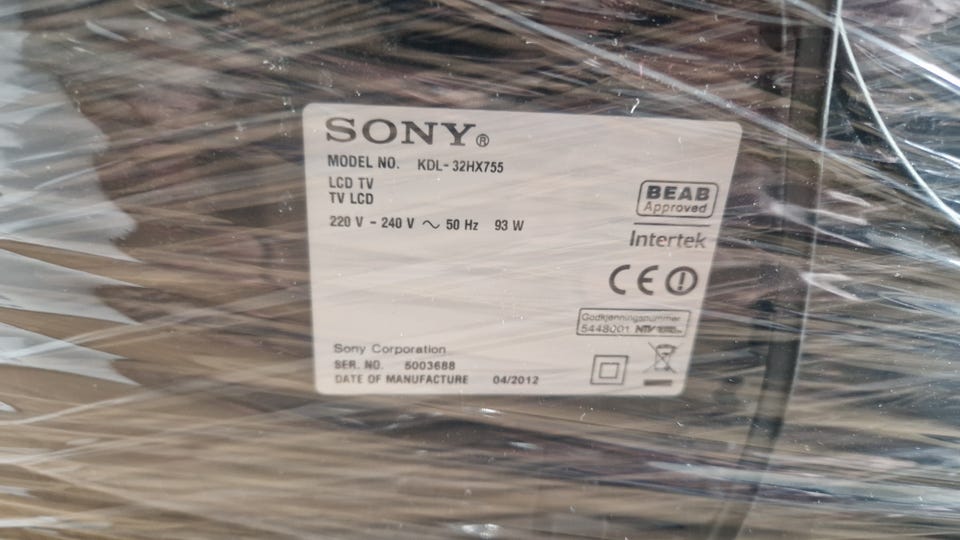 SONY®
MODEL NO. KDL-32HX755
LCD TV
TV LCD
220 V - 240 V ~ 50 Hz 93 W
BEAB
Approved
Intertek
CE
Godkjenningsnummer
5448001
Sony Corporation
SER. NO. 5003688
DATE OF MANUFACTURE 04/2012